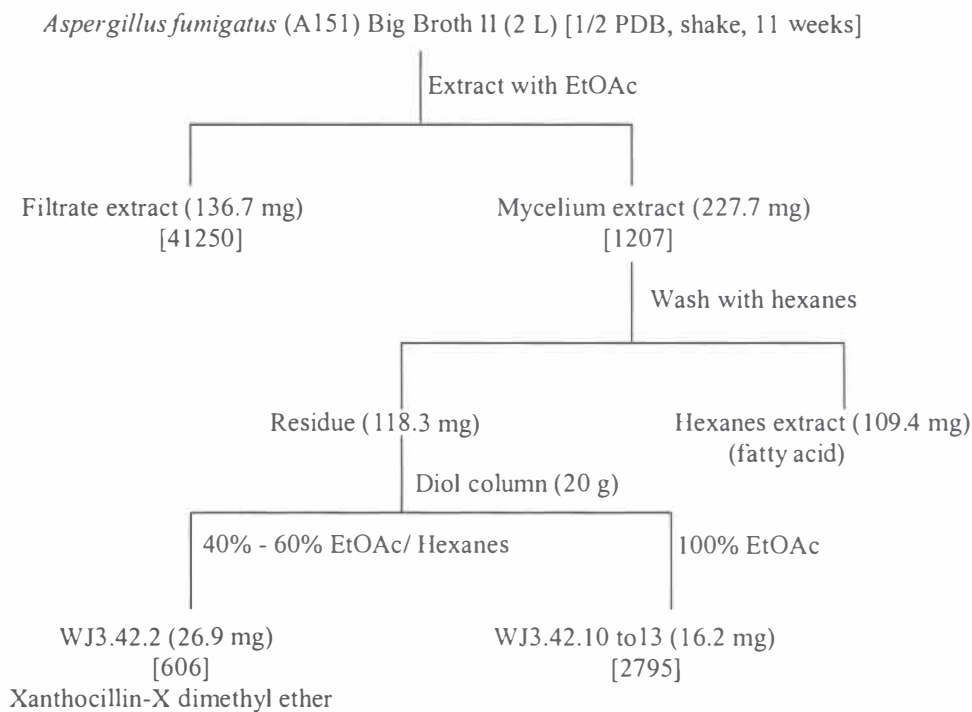 Aspergillus fumigatus (A151) Big Broth II (2 L) [1/2 PDB, shake, 11 weeks]
Extract with EtOAc
Filtrate extract (136.7 mg)
[41250]
Mycelium extract (227.7 mg)
[1207]
Wash with hexanes
Residue (118.3 mg)
Hexanes extract (109.4 mg)
(fatty acid)
Diol column (20 g)
40% - 60% EtOAc/ Hexanes
100% EtOAc
WJ3.42.2 (26.9 mg)
[606]
Xanthocillin-X dimethyl ether
WJ3.42.10 to13 (16.2 mg)
[2795]